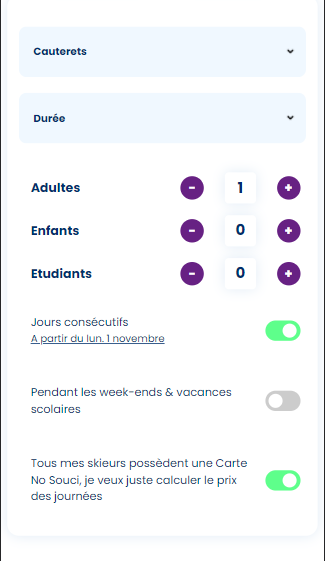 Cauterets
Durée
Adultes - 1 +
Enfants - 0 +
Etudiants - 0 +
Jours consécutifs
A partir du lun. 1 novembre
Pendant les week-ends & vacances
scolaires
Tous mes skieurs possèdent une Carte
No Souci, je veux juste calculer le prix
des journées